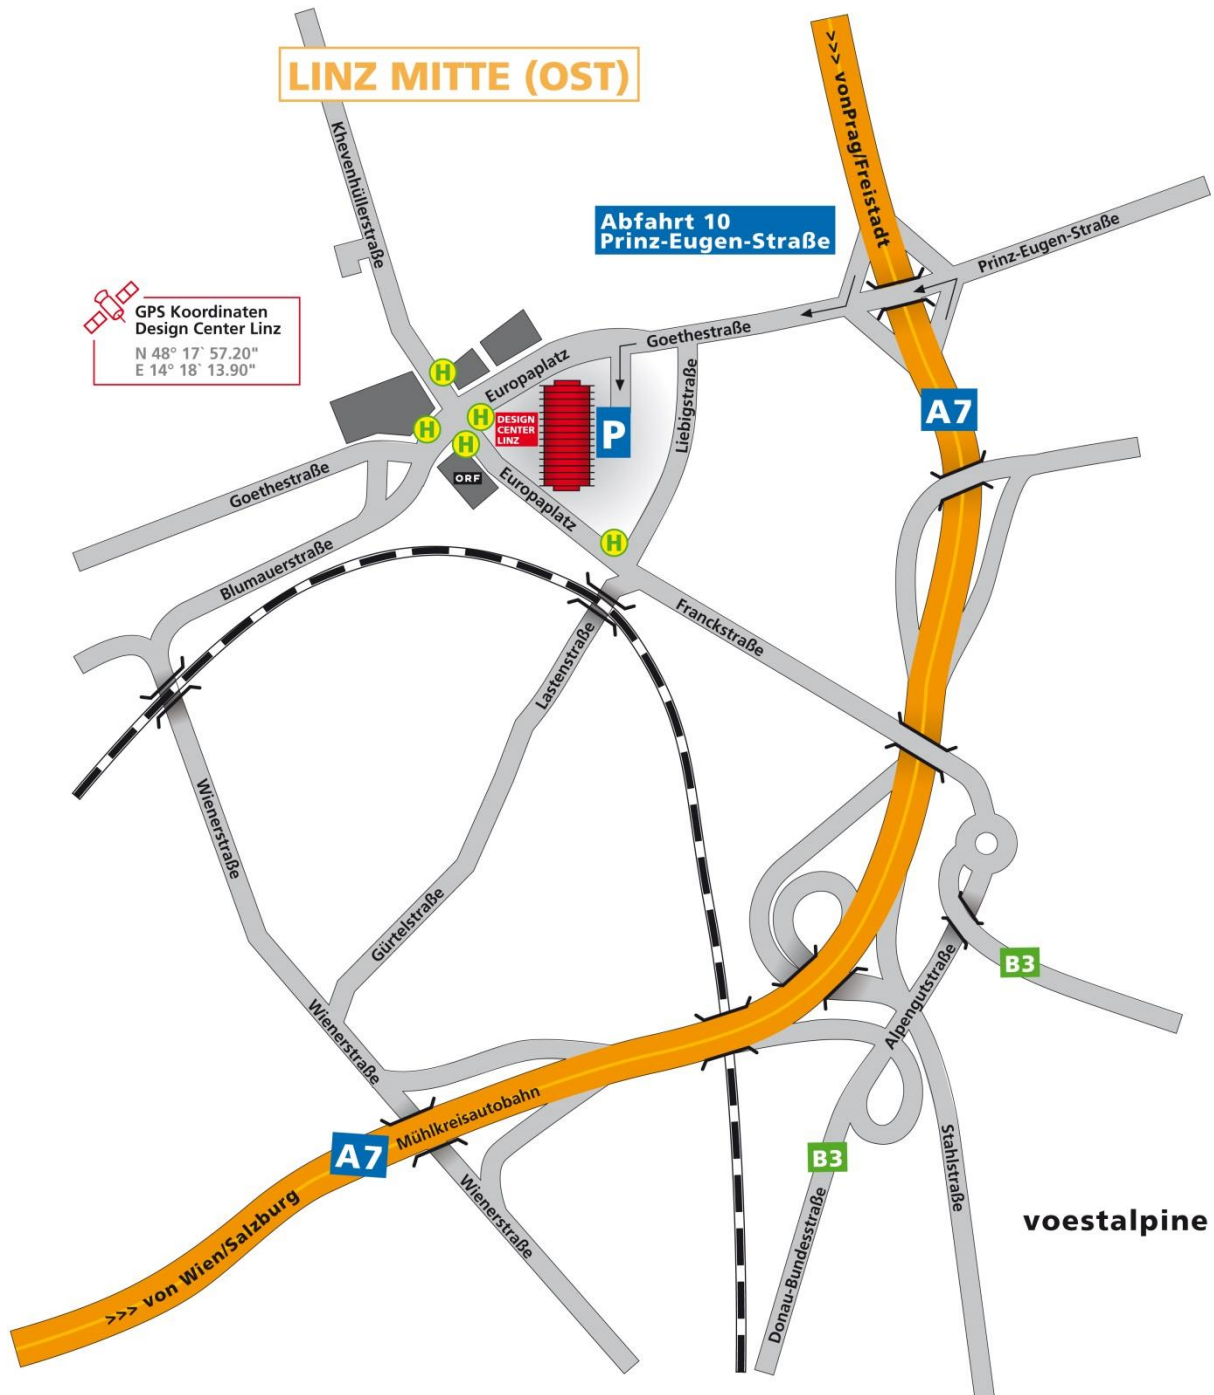 LINZ MITTE (OST)
>>> vonPrag/Freistadt
Khevenhüllerstraße
Abfahrt 10
Prinz-Eugen-Straße
Prinz-Eugen-Straße
GPS Koordinaten
Design Center Linz
N 48° 17` 57.20"
E 14° 18` 13.90"
Goethestraße
Europaplatz
Liebigstraße
A7
H
H
H
H
DESIGN
CENTER
LINZ
P
ORF
Goethestraße
Europaplatz
Blumauerstraße
H
Franckstraße
Lastenstraße
Wienerstraße
Gürtelstraße
B3
Alpengutstraße
Wienerstraße
Mühlkreisautobahn
A7
B3
Stahlstraße
Wienerstraße
>>> von Wien/Salzburg
Donau-Bundesstraße
voestalpine